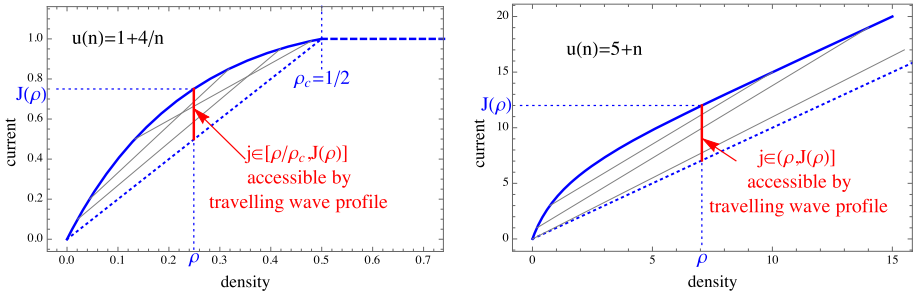 u(n)=1+4/n
1.0
0.8
0.6
0.4
0.2
0.0
J(ρ)
current
ρc=1/2
j∈[ρ/ρc,J(ρ)]
accessible by
travelling wave profile
0.0 0.1 0.2 0.3 0.4 0.5 0.6 0.7
ρ
density
u(n)=5+n
20
15
10
5
0
J(ρ)
current
j∈(ρ,J(ρ)]
accessible by
travelling wave profile
0 5 10 15
ρ
density